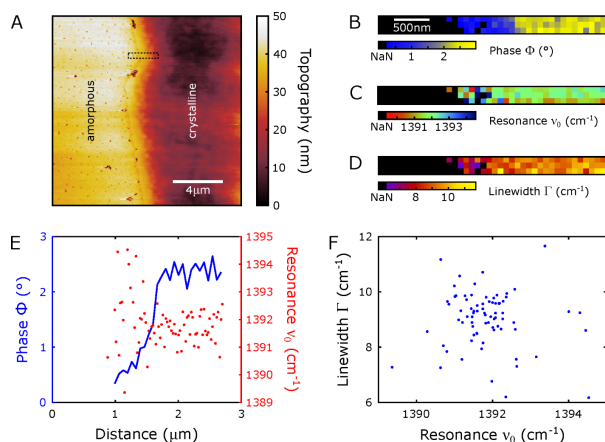 A
amorphous
crystalline
4μm
50
40
30
20
10
0
Topography (nm)
B
500nm
NaN 1 2
Phase Φ (°)
C
NaN 1391 1393
Resonance ν₀ (cm⁻¹)
D
NaN 8 10
Linewidth Γ (cm⁻¹)
E
Phase Φ (°)
3
2
1
0
0 1 2 3
Distance (μm)
1395
1394
1393
1392
1391
1390
1389
Resonance ν₀ (cm⁻¹)
F
Linewidth Γ (cm⁻¹)
12
10
8
6
1390 1392 1394
Resonance ν₀ (cm⁻¹)